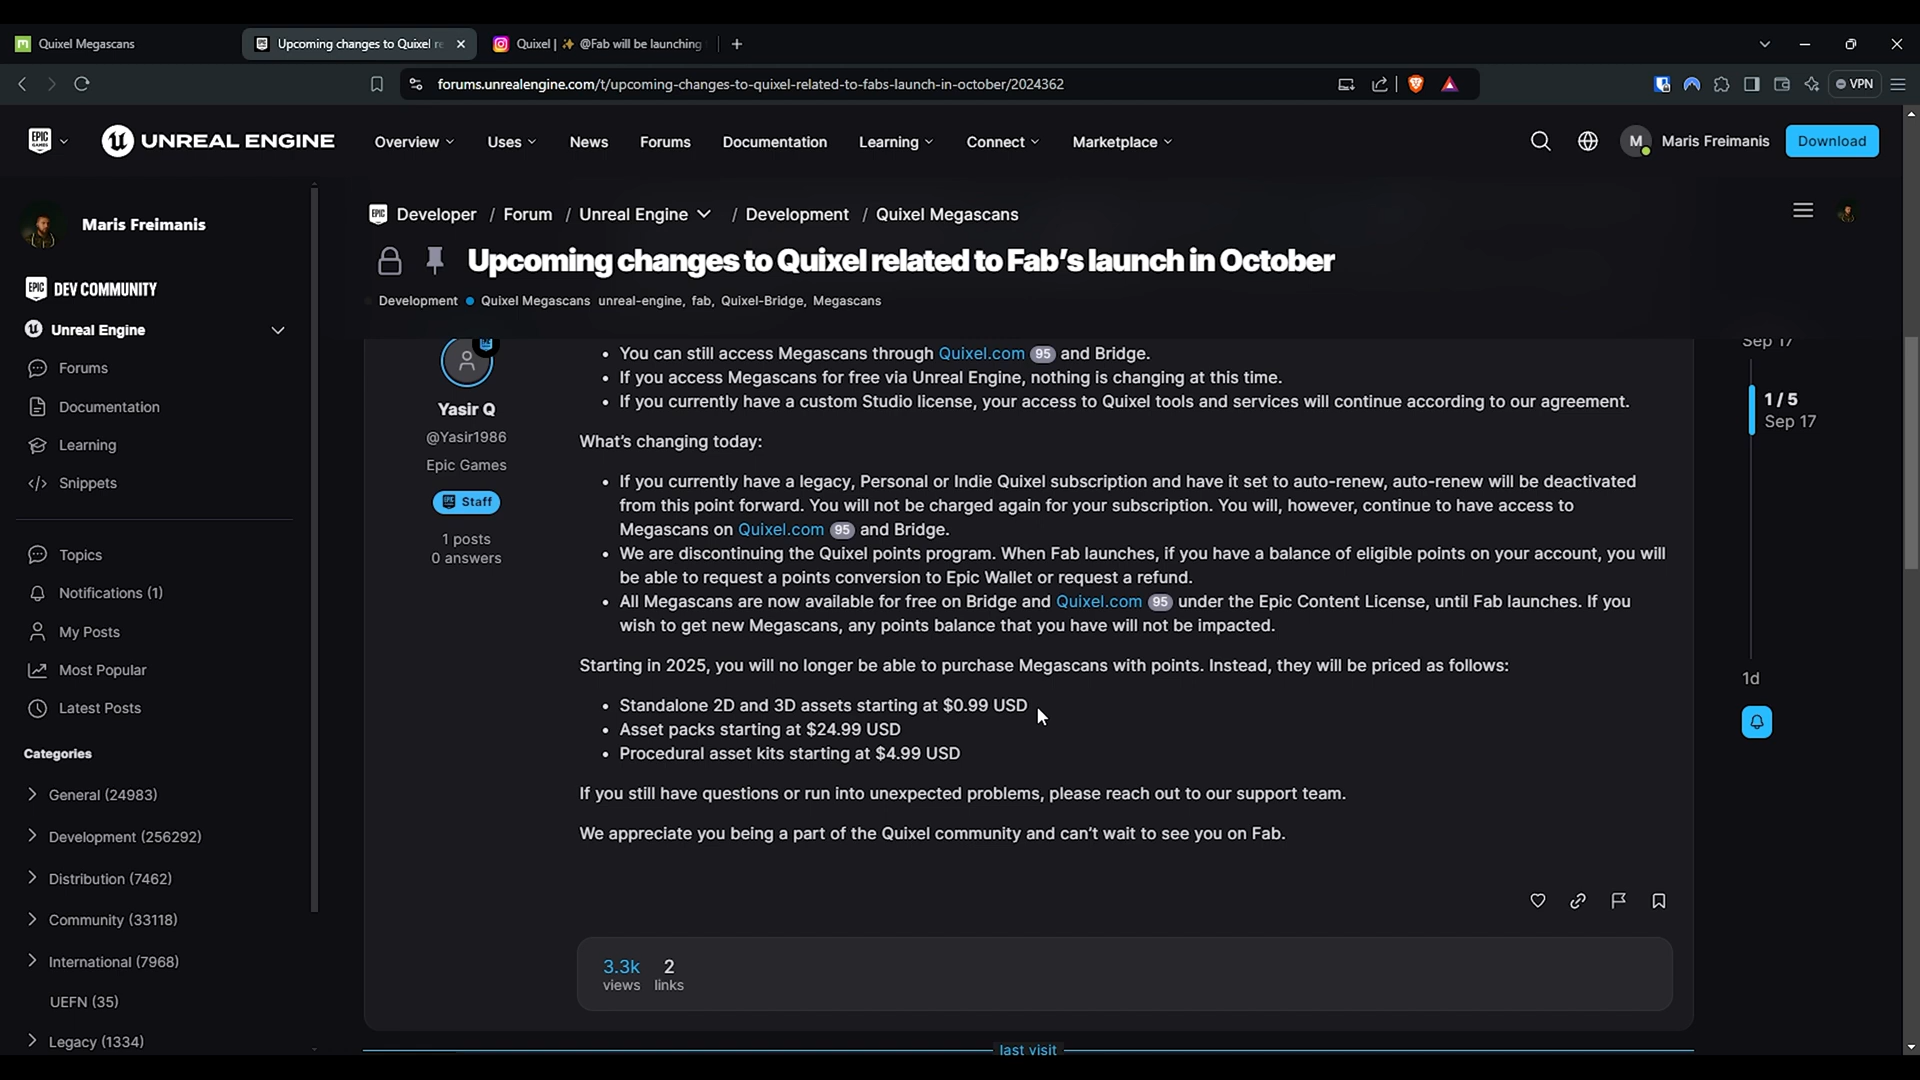 Quixel Megascans
Upcoming changes to Quixel re
Quixel | ✨ @Fab will be launching
forums.unrealengine.com/t/upcoming-changes-to-quixel-related-to-fabs-launch-in-october/2024362
VPN
EPIC GAMES
UNREAL ENGINE
Overview
Uses
News
Forums
Documentation
Learning
Connect
Marketplace
M
Maris Freimanis
Download
Maris Freimanis
EPIC DEV COMMUNITY
Unreal Engine
Forums
Documentation
Learning
</> Snippets
Topics
Notifications (1)
My Posts
Most Popular
Latest Posts
Categories
General (24983)
Development (256292)
Distribution (7462)
Community (33118)
International (7968)
UEFN (35)
Legacy (1334)
EPIC Developer / Forum / Unreal Engine / Development / Quixel Megascans
Upcoming changes to Quixel related to Fab's launch in October
Development • Quixel Megascans unreal-engine, fab, Quixel-Bridge, Megascans
Yasir Q
@Yasir1986
Epic Games
Staff
1 posts
0 answers
• You can still access Megascans through Quixel.com 95 and Bridge.
• If you access Megascans for free via Unreal Engine, nothing is changing at this time.
• If you currently have a custom Studio license, your access to Quixel tools and services will continue according to our agreement.
What's changing today:
• If you currently have a legacy, Personal or Indie Quixel subscription and have it set to auto-renew, auto-renew will be deactivated
from this point forward. You will not be charged again for your subscription. You will, however, continue to have access to
Megascans on Quixel.com 95 and Bridge.
• We are discontinuing the Quixel points program. When Fab launches, if you have a balance of eligible points on your account, you will
be able to request a points conversion to Epic Wallet or request a refund.
• All Megascans are now available for free on Bridge and Quixel.com 95 under the Epic Content License, until Fab launches. If you
wish to get new Megascans, any points balance that you have will not be impacted.
Starting in 2025, you will no longer be able to purchase Megascans with points. Instead, they will be priced as follows:
• Standalone 2D and 3D assets starting at $0.99 USD
• Asset packs starting at $24.99 USD
• Procedural asset kits starting at $4.99 USD
If you still have questions or run into unexpected problems, please reach out to our support team.
We appreciate you being a part of the Quixel community and can't wait to see you on Fab.
3.3k 2
views links
last visit
Sep 17
1 / 5
Sep 17
1d